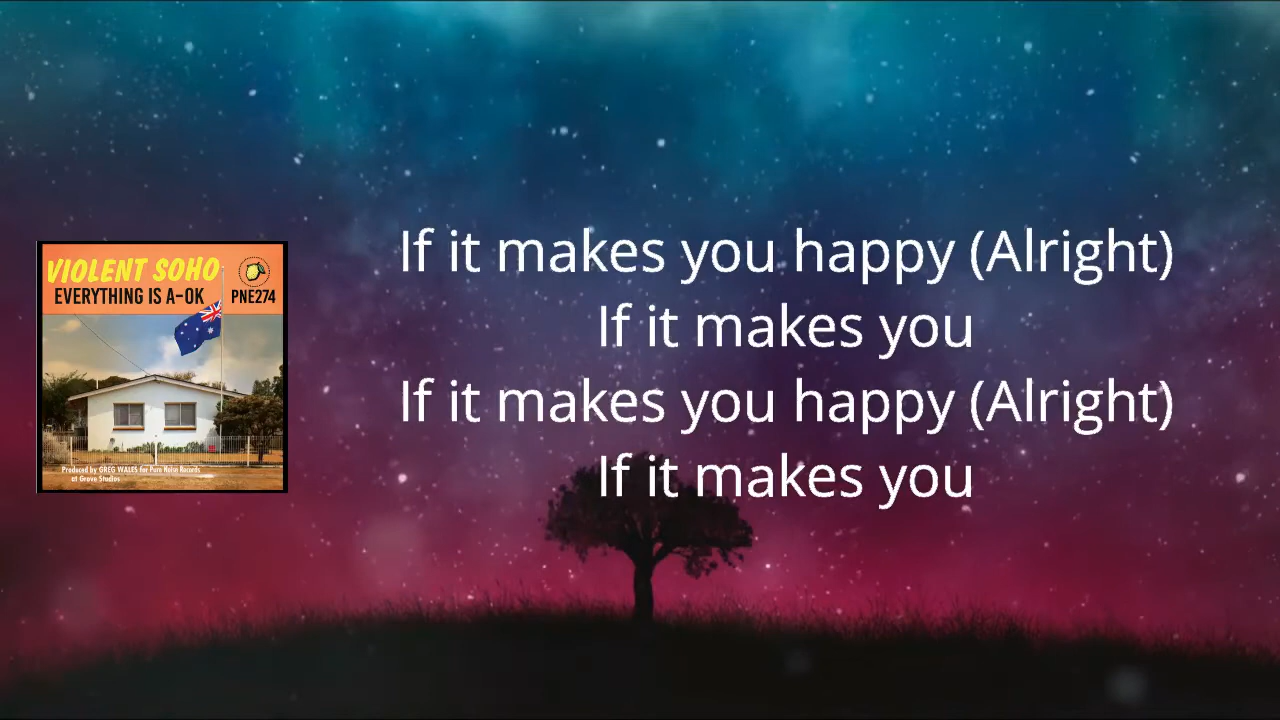 VIOLENT SOHO
EVERYTHING IS A-OK
PNE274
Produced by GREG WALES for Pure Noise Records
at Grove Studios
If it makes you happy (Alright)
If it makes you
If it makes you happy (Alright)
If it makes you